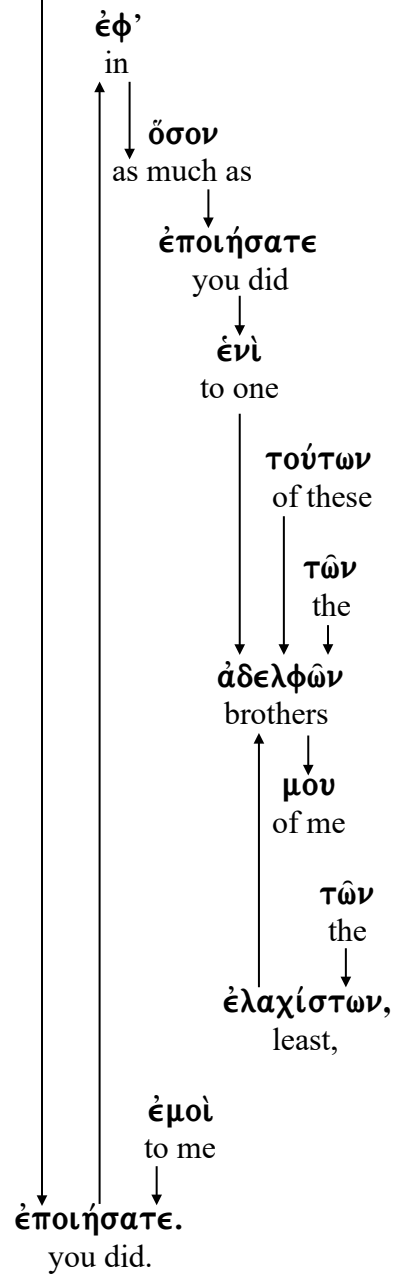 ἐφ’
in
ὅσον
as much as
ἐποιήσατε
you did
ἑνὶ
to one
τούτων
of these
τῶν
the
ἀδελφῶν
brothers
μου
of me
τῶν
the
ἐλαχίστων,
least,
ἐμοὶ
to me
ἐποιήσατε.
you did.